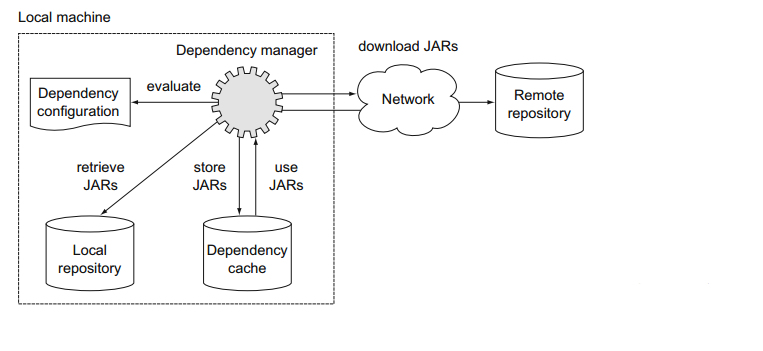 Local machine
Dependency manager
download JARs
evaluate
Dependency
configuration
Network
Remote
repository
retrieve
JARs
store
JARs
use
JARs
Local
repository
Dependency
cache